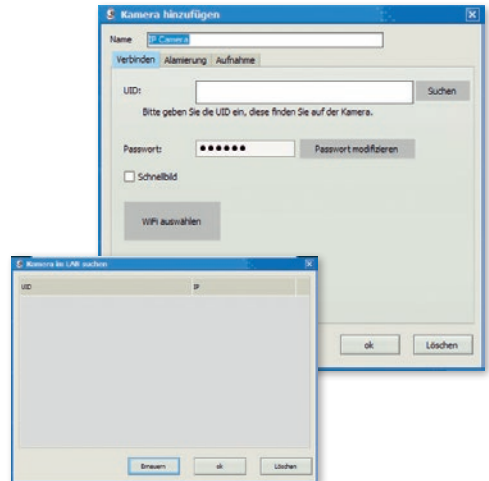 Kamera hinzufügen
Name IP Camera
Verbinden Alamierung Aufnahme
UID: Suchen
Bitte geben Sie die UID ein, diese finden Sie auf der Kamera.
Passwort: ●●●●●● Passwort modifizieren
Schnellbild
WiFi auswählen
ok Löschen
Kamera im LAN suchen
UID IP
Erneuern ok Löschen